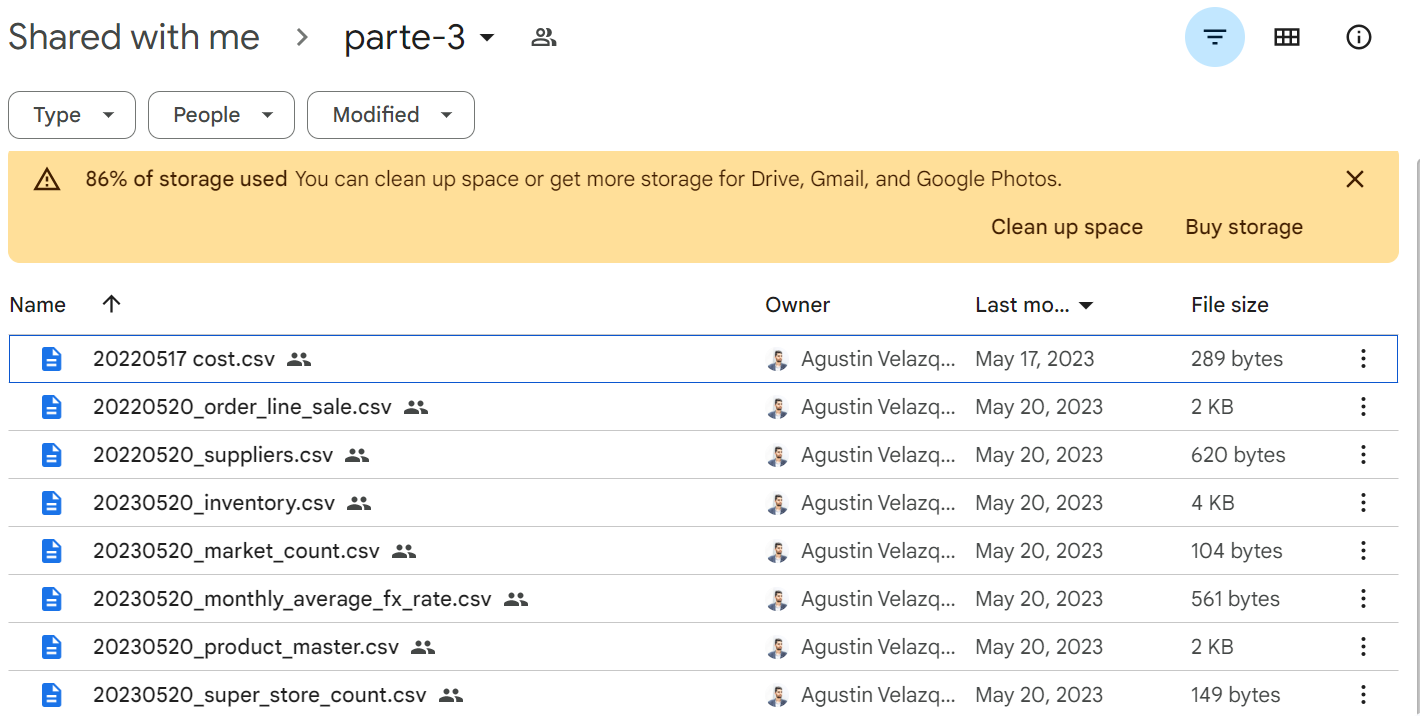 Shared with me > parte-3
Type People Modified
86% of storage used You can clean up space or get more storage for Drive, Gmail, and Google Photos.
Clean up space Buy storage
Name Owner Last mo... File size
20220517 cost.csv Agustin Velazq... May 17, 2023 289 bytes
20220520_order_line_sale.csv Agustin Velazq... May 20, 2023 2 KB
20220520_suppliers.csv Agustin Velazq... May 20, 2023 620 bytes
20230520_inventory.csv Agustin Velazq... May 20, 2023 4 KB
20230520_market_count.csv Agustin Velazq... May 20, 2023 104 bytes
20230520_monthly_average_fx_rate.csv Agustin Velazq... May 20, 2023 561 bytes
20230520_product_master.csv Agustin Velazq... May 20, 2023 2 KB
20230520_super_store_count.csv Agustin Velazq... May 20, 2023 149 bytes